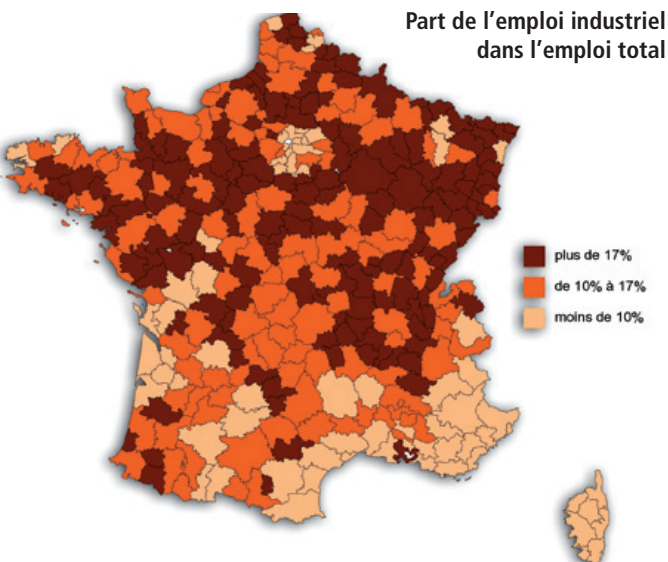 Part de l’emploi industriel
dans l’emploi total
plus de 17%
de 10% à 17%
moins de 10%